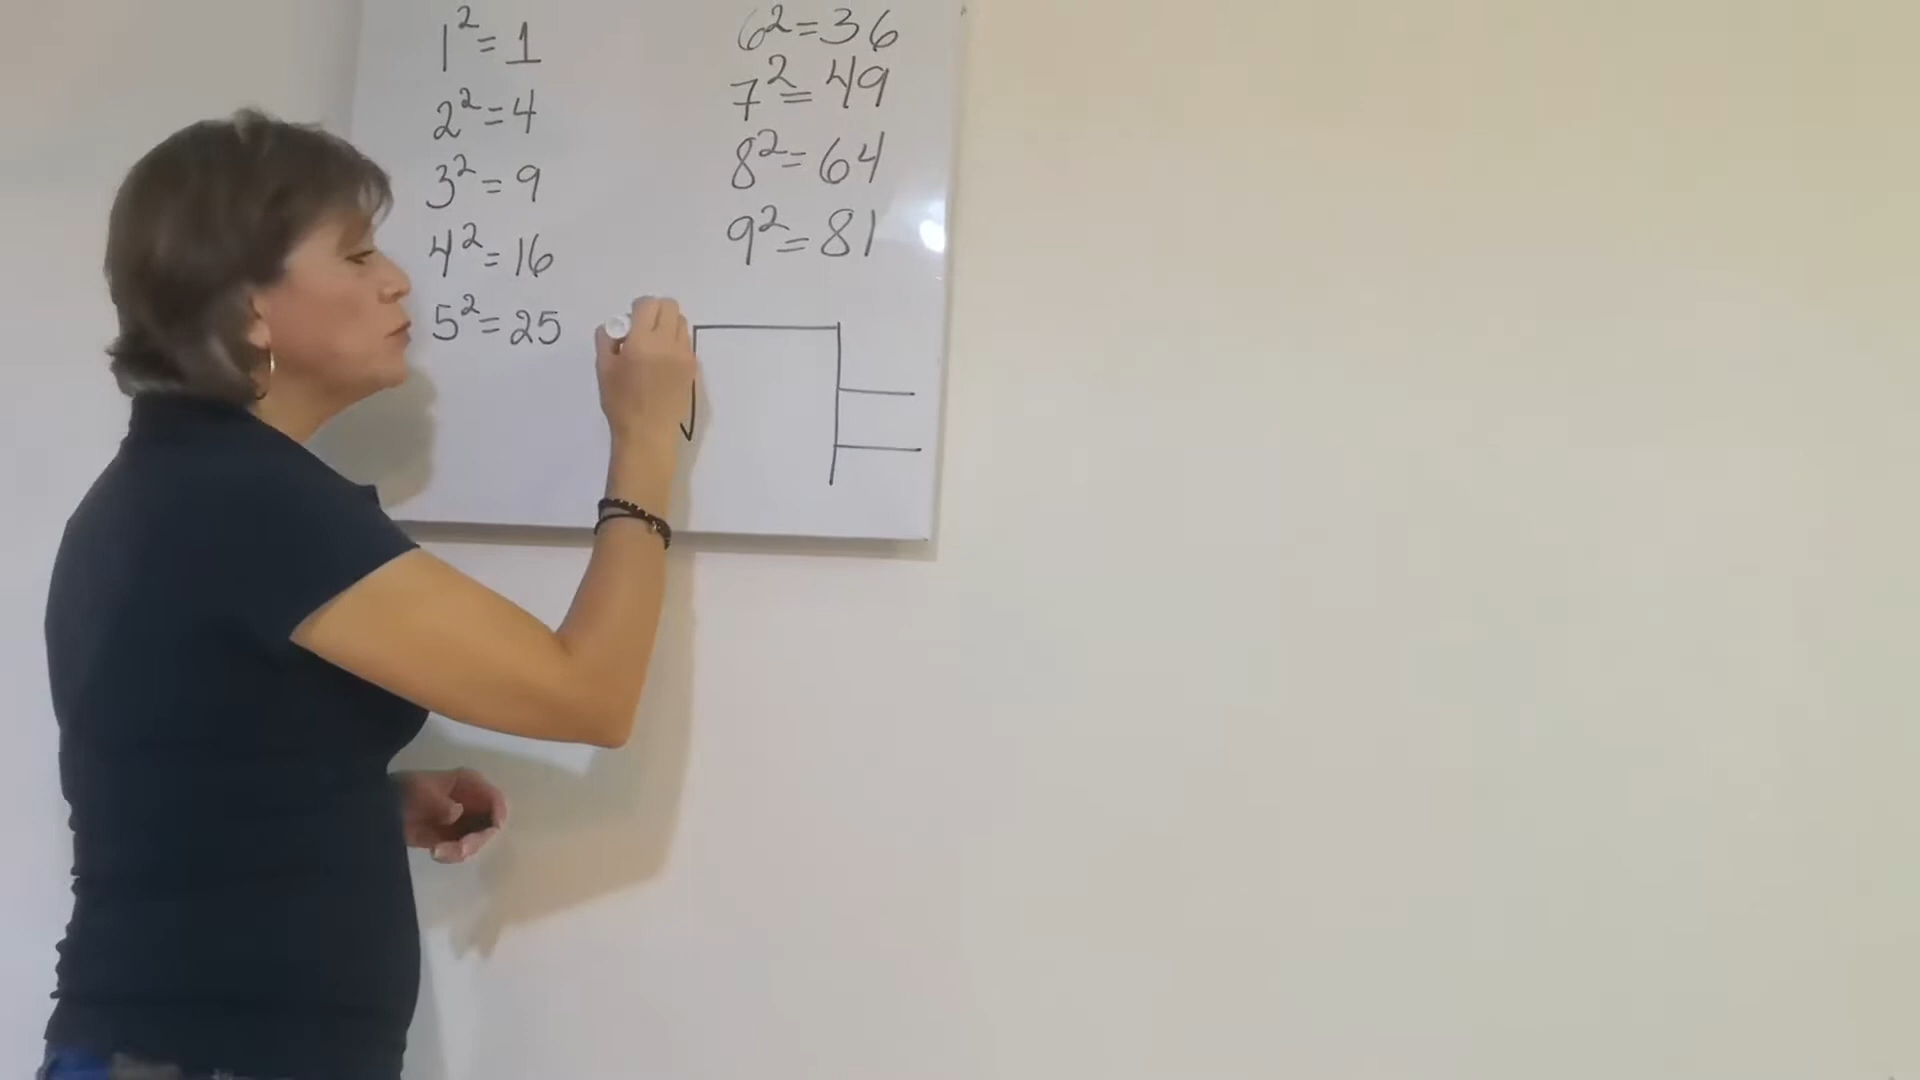 1² = 1
2² = 4
3² = 9
4² = 16
5² = 25
6² = 36
7² = 49
8² = 64
9² = 81